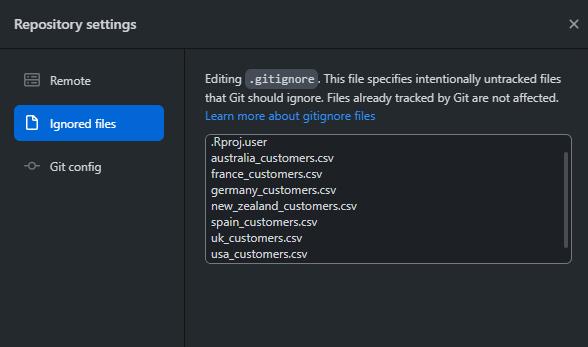 Repository settings
Remote
Ignored files
Git config
Editing .gitignore. This file specifies intentionally untracked files
that Git should ignore. Files already tracked by Git are not affected.
Learn more about gitignore files
.Rproj.user
australia_customers.csv
france_customers.csv
germany_customers.csv
new_zealand_customers.csv
spain_customers.csv
uk_customers.csv
usa_customers.csv